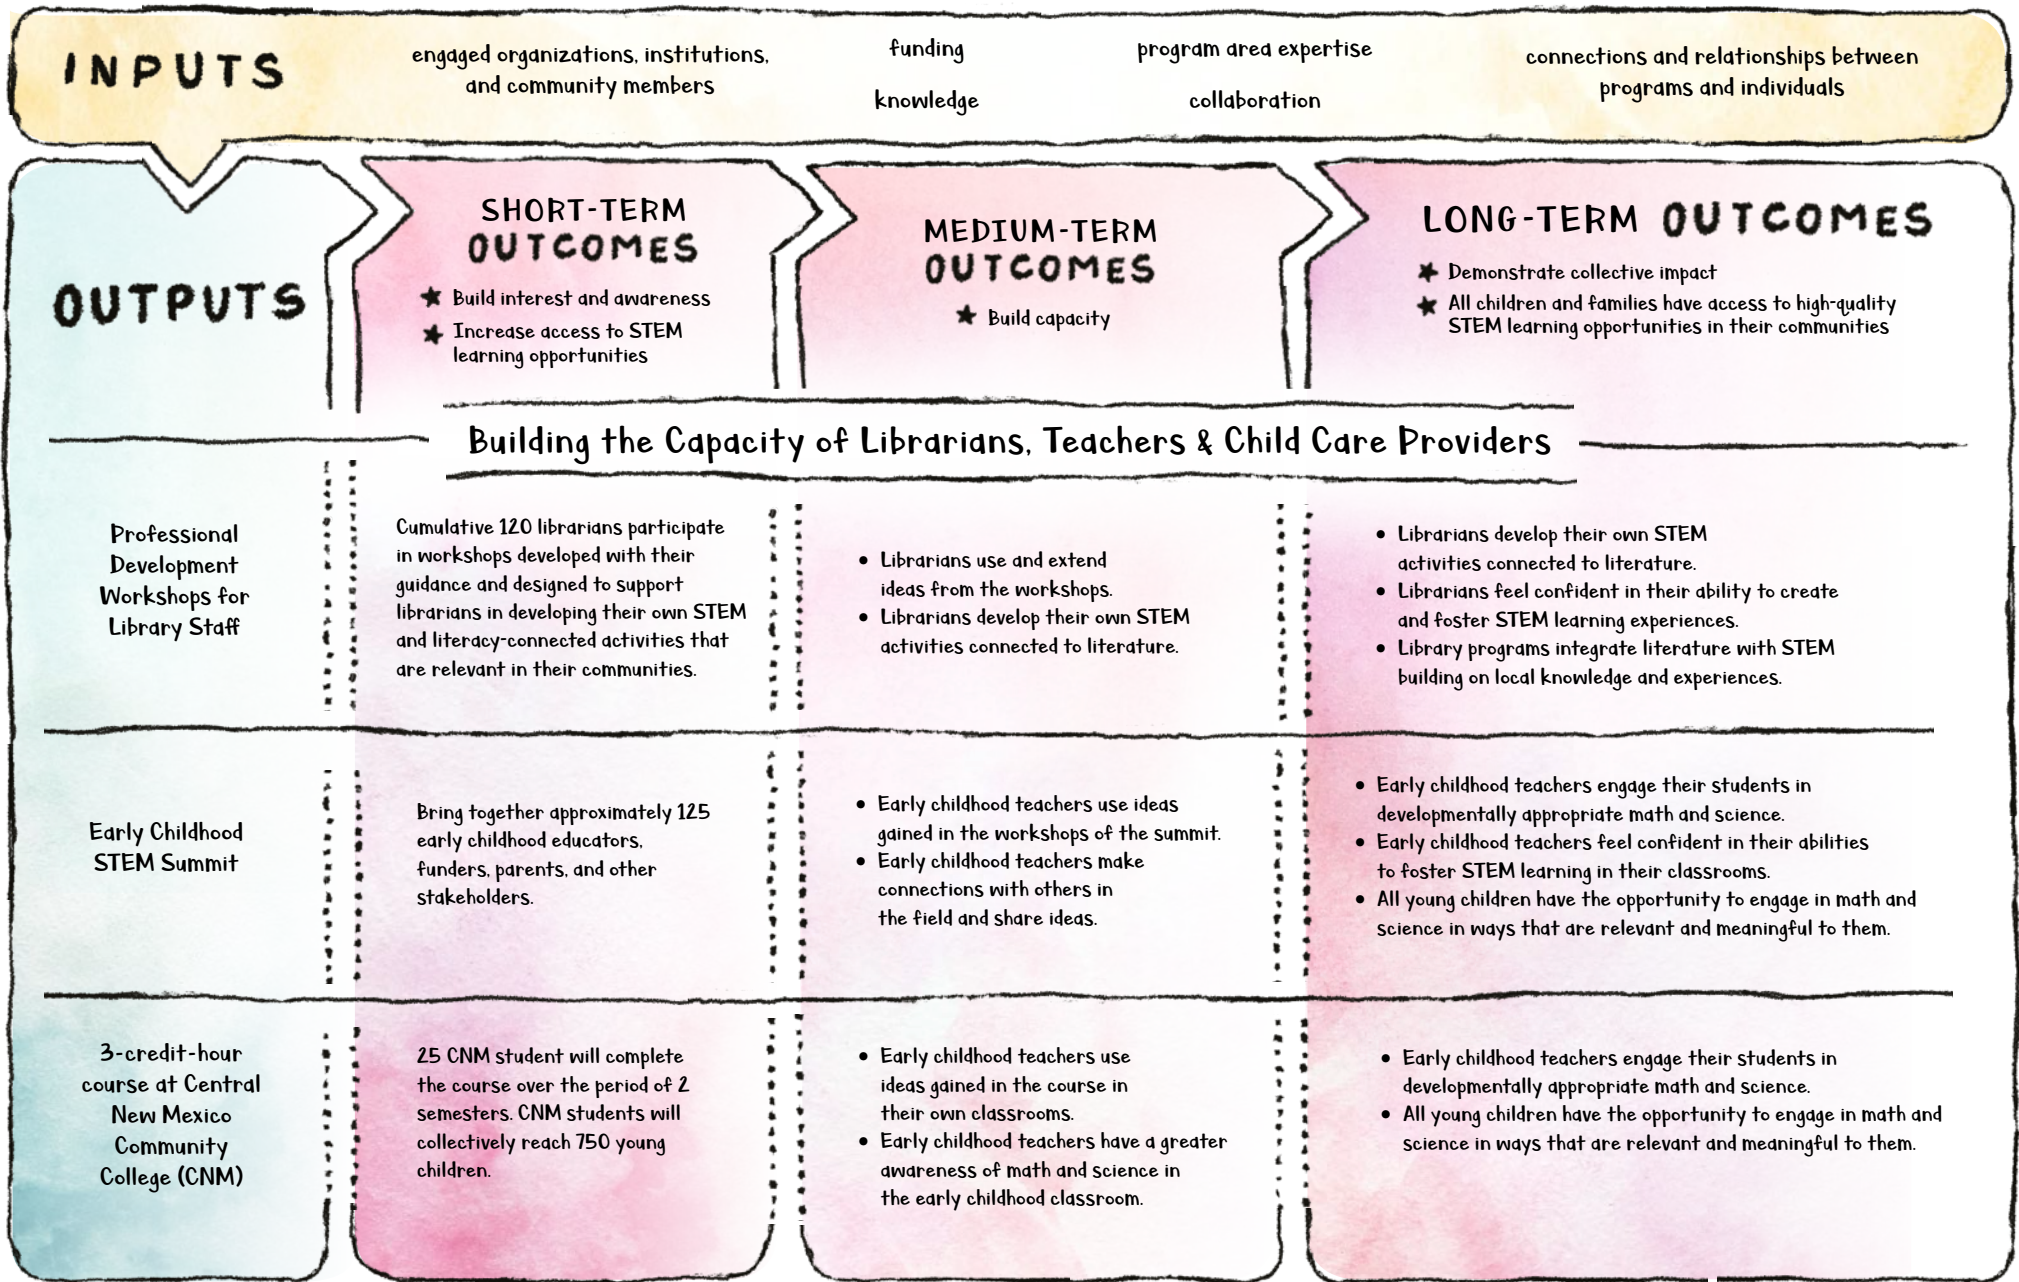 INPUTS
engaged organizations, institutions,
and community members
funding
knowledge
program area expertise
collaboration
connections and relationships between
programs and individuals
OUTPUTS
SHORT-TERM
OUTCOMES
Build interest and awareness
Increase access to STEM
learning opportunities
MEDIUM-TERM
OUTCOMES
Build capacity
LONG-TERM OUTCOMES
Demonstrate collective impact
All children and families have access to high-quality
STEM learning opportunities in their communities
Building the Capacity of Librarians, Teachers & Child Care Providers
Professional
Development
Workshops for
Library Staff
Cumulative 120 librarians participate
in workshops developed with their
guidance and designed to support
librarians in developing their own STEM
and literacy-connected activities that
are relevant in their communities.
• Librarians use and extend
ideas from the workshops.
• Librarians develop their own STEM
activities connected to literature.
• Librarians develop their own STEM
activities connected to literature.
• Librarians feel confident in their ability to create
and foster STEM learning experiences.
• Library programs integrate literature with STEM
building on local knowledge and experiences.
Early Childhood
STEM Summit
Bring together approximately 125
early childhood educators,
funders, parents, and other
stakeholders.
• Early childhood teachers use ideas
gained in the workshops of the summit.
• Early childhood teachers make
connections with others in
the field and share ideas.
• Early childhood teachers engage their students in
developmentally appropriate math and science.
• Early childhood teachers feel confident in their abilities
to foster STEM learning in their classrooms.
• All young children have the opportunity to engage in math and
science in ways that are relevant and meaningful to them.
3-credit-hour
course at Central
New Mexico
Community
College (CNM)
25 CNM student will complete
the course over the period of 2
semesters. CNM students will
collectively reach 750 young
children.
• Early childhood teachers use
ideas gained in the course in
their own classrooms.
• Early childhood teachers have a greater
awareness of math and science in
the early childhood classroom.
• Early childhood teachers engage their students in
developmentally appropriate math and science.
• All young children have the opportunity to engage in math and
science in ways that are relevant and meaningful to them.